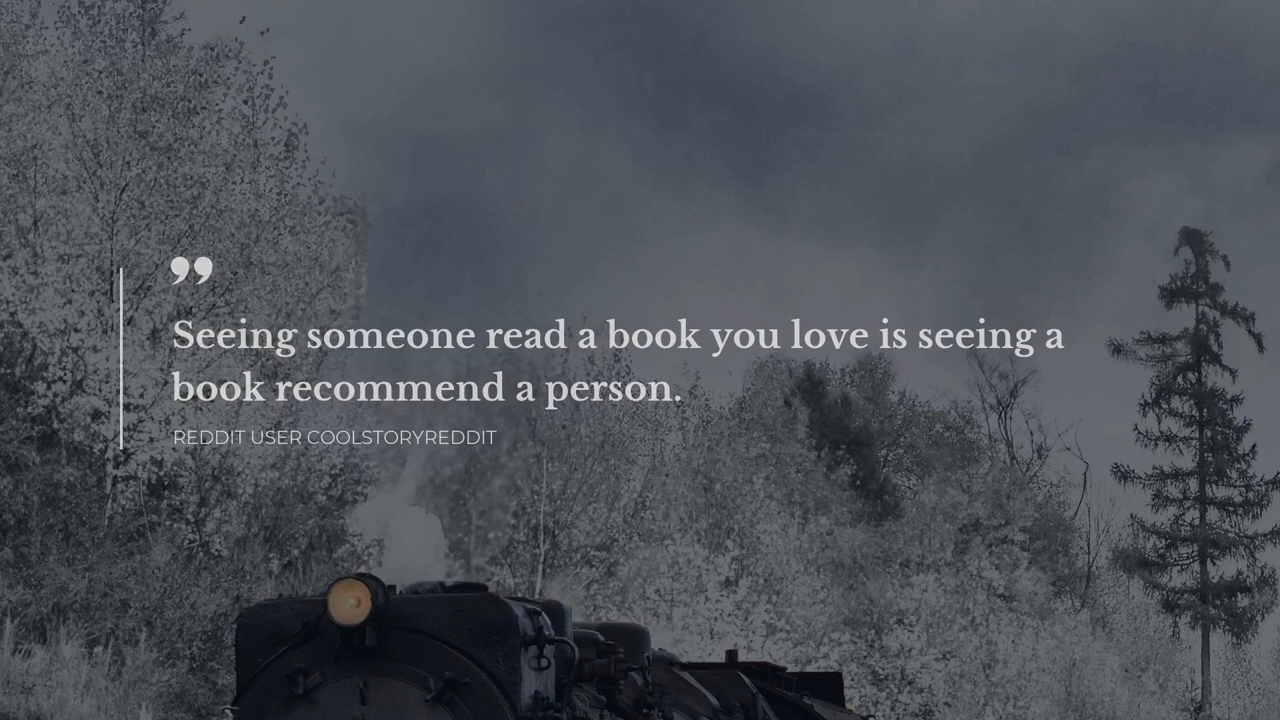 ”
Seeing someone read a book you love is seeing a
book recommend a person.
REDDIT USER COOLSTORYREDDIT